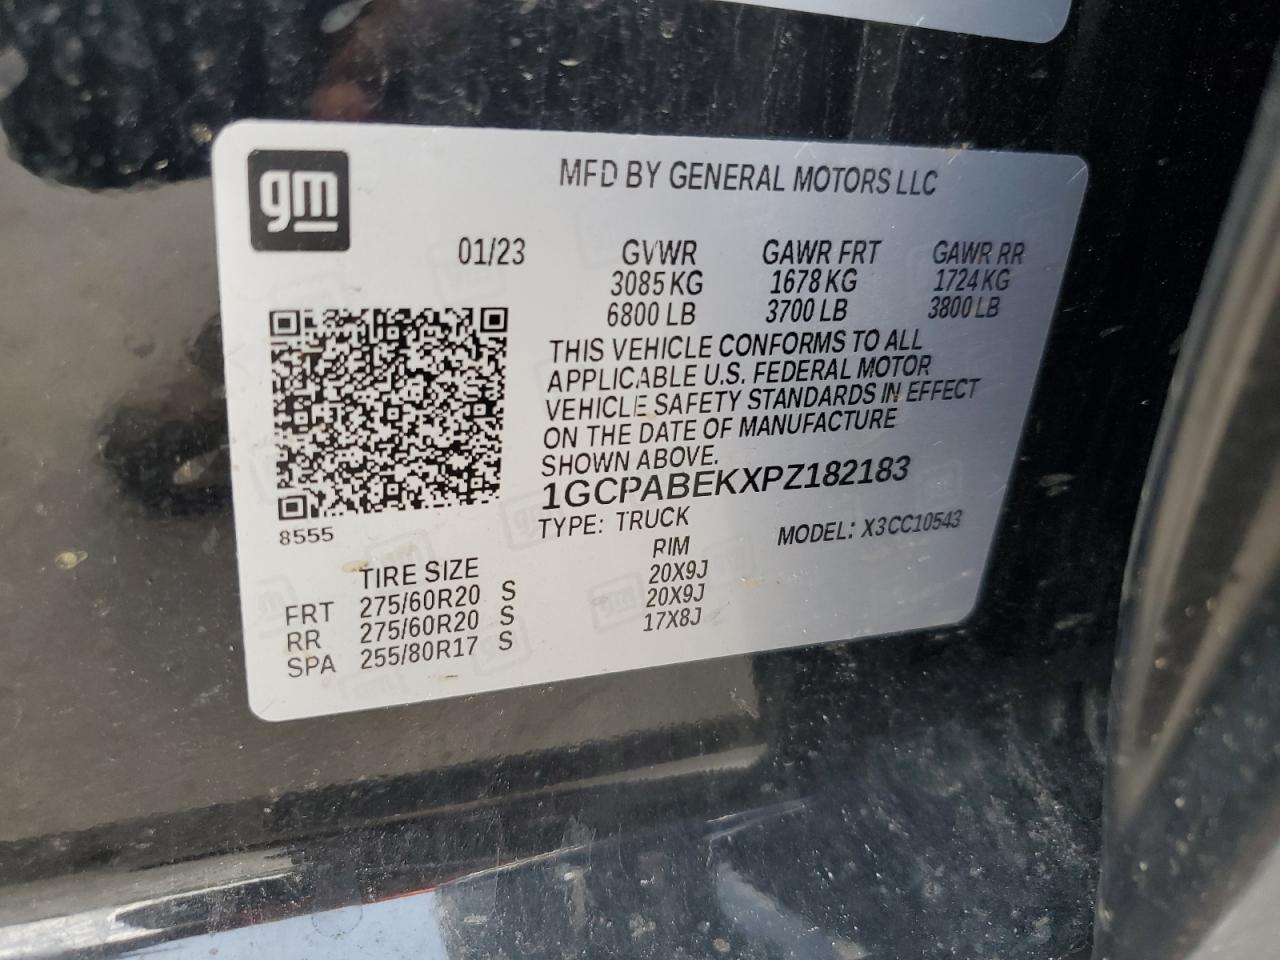 gm
MFD BY GENERAL MOTORS LLC
01/23 GVWR GAWR FRT GAWR RR
3085 KG 1678 KG 1724 KG
6800 LB 3700 LB 3800 LB
THIS VEHICLE CONFORMS TO ALL
APPLICABLE U.S. FEDERAL MOTOR
VEHICLE SAFETY STANDARDS IN EFFECT
ON THE DATE OF MANUFACTURE
SHOWN ABOVE.
1GCPABEKXPZ182183
TYPE: TRUCK MODEL: X3CC10543
8555
TIRE SIZE RIM
FRT 275/60R20 S 20X9J
RR 275/60R20 S 20X9J
SPA 255/80R17 S 17X8J